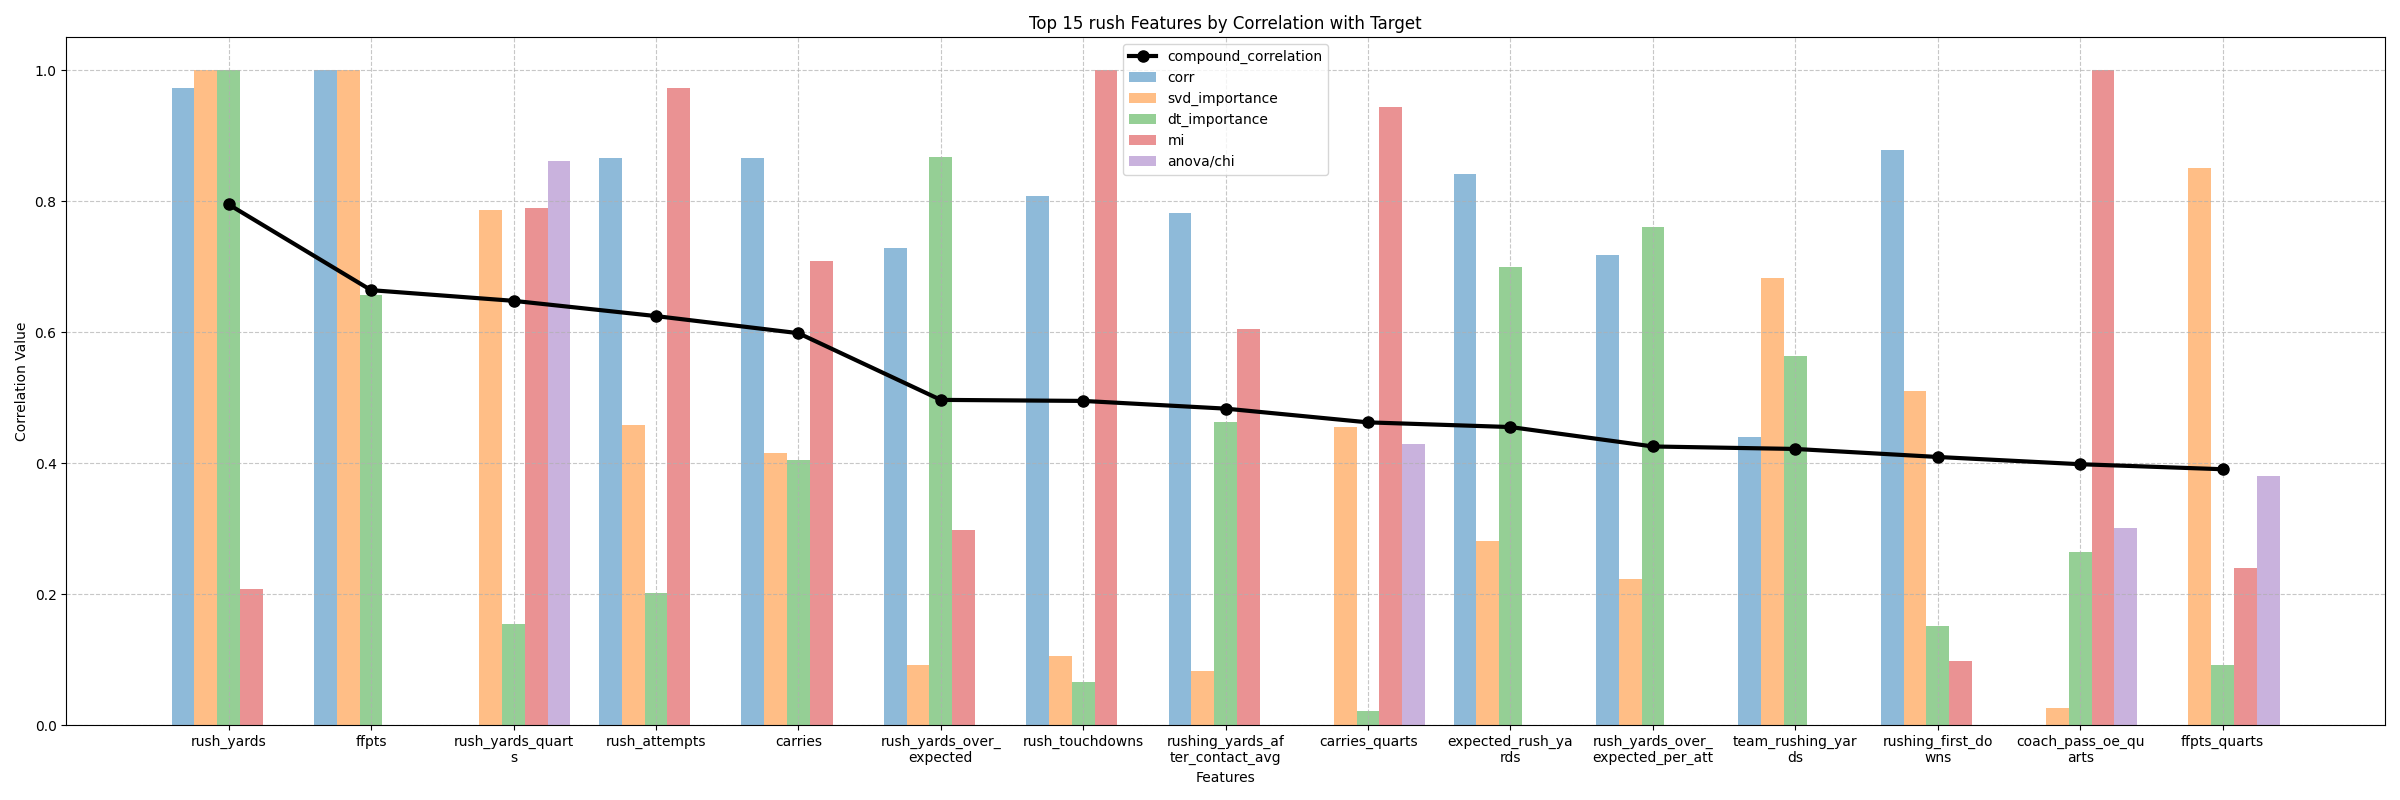 Top 15 rush Features by Correlation with Target
compound_correlation
corr
svd_importance
dt_importance
mi
anova/chi
Correlation Value
1.0
0.8
0.6
0.4
0.2
0.0
rush_yards
ffpts
rush_yards_quart
s
rush_attempts
carries
rush_yards_over_
expected
rush_touchdowns
rushing_yards_af
ter_contact_avg
carries_quarts
expected_rush_ya
rds
rush_yards_over_
expected_per_att
team_rushing_yar
ds
rushing_first_do
wns
coach_pass_oe_qu
arts
ffpts_quarts
Features